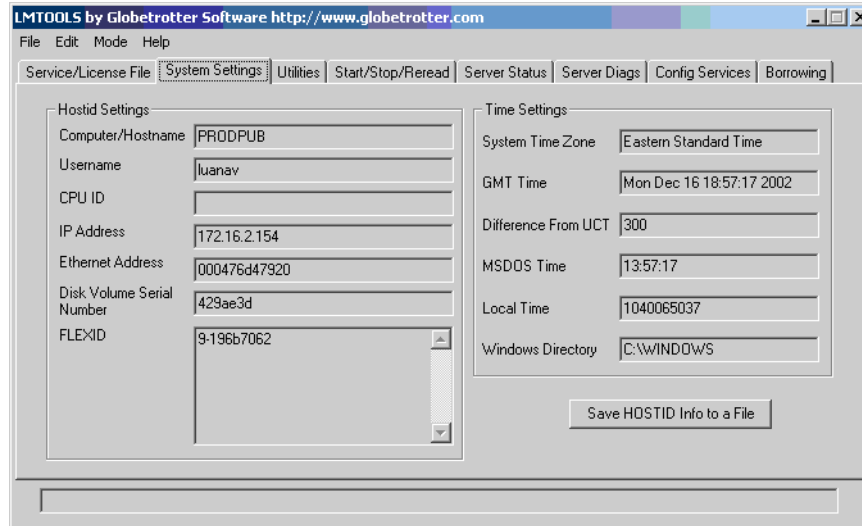 LMTOOLS by Globetrotter Software http://www.globetrotter.com
File Edit Mode Help
Service/License File System Settings Utilities Start/Stop/Reread Server Status Server Diags Config Services Borrowing
Hostid Settings
Computer/Hostname PRODPUB
Username luanav
CPU ID
IP Address 172.16.2.154
Ethernet Address 000476d47920
Disk Volume Serial
Number 429ae3d
FLEXID 9-196b7062
Time Settings
System Time Zone Eastern Standard Time
GMT Time Mon Dec 16 18:57:17 2002
Difference From UCT 300
MSDOS Time 13:57:17
Local Time 1040065037
Windows Directory C:\WINDOWS
Save HOSTID Info to a File